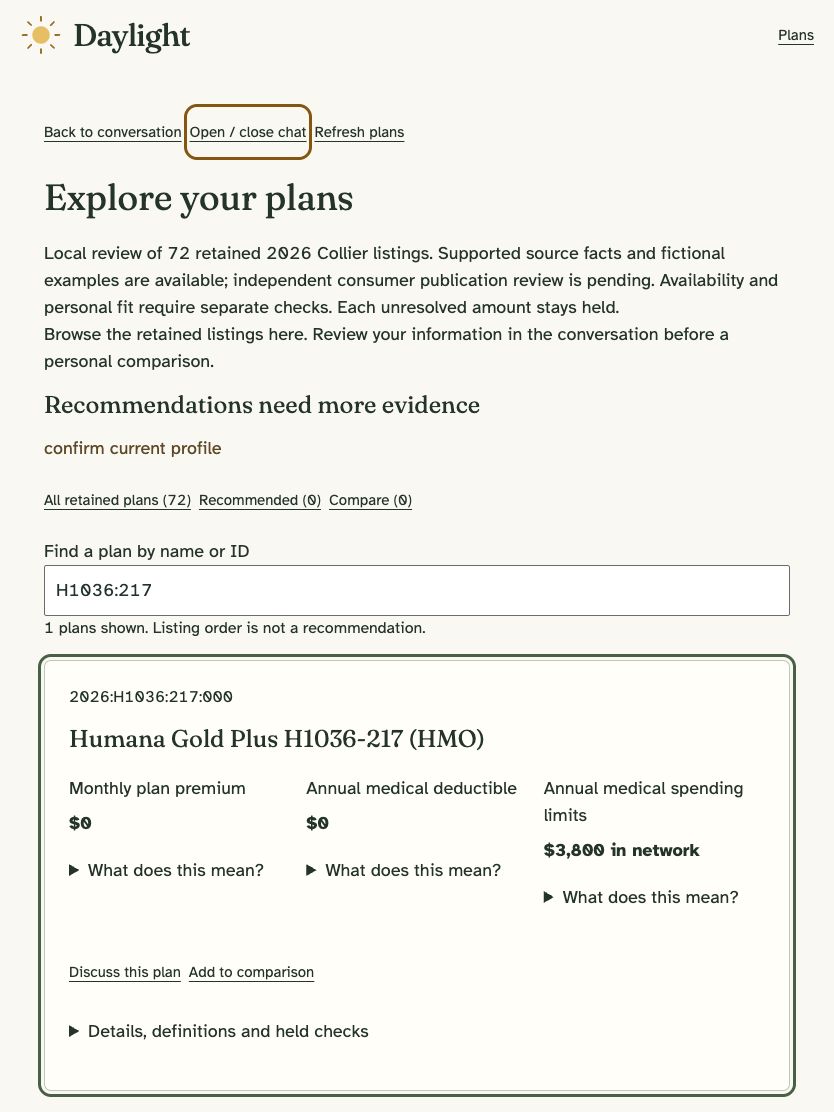 Daylight
Plans
Back to conversation Open / close chat Refresh plans
Explore your plans
Local review of 72 retained 2026 Collier listings. Supported source facts and fictional
examples are available; independent consumer publication review is pending. Availability and
personal fit require separate checks. Each unresolved amount stays held.
Browse the retained listings here. Review your information in the conversation before a
personal comparison.
Recommendations need more evidence
confirm current profile
All retained plans (72) Recommended (0) Compare (0)
Find a plan by name or ID
H1036:217
1 plans shown. Listing order is not a recommendation.
2026:H1036:217:000
Humana Gold Plus H1036-217 (HMO)
Monthly plan premium
$0
What does this mean?
Annual medical deductible
$0
What does this mean?
Annual medical spending
limits
$3,800 in network
What does this mean?
Discuss this plan Add to comparison
Details, definitions and held checks